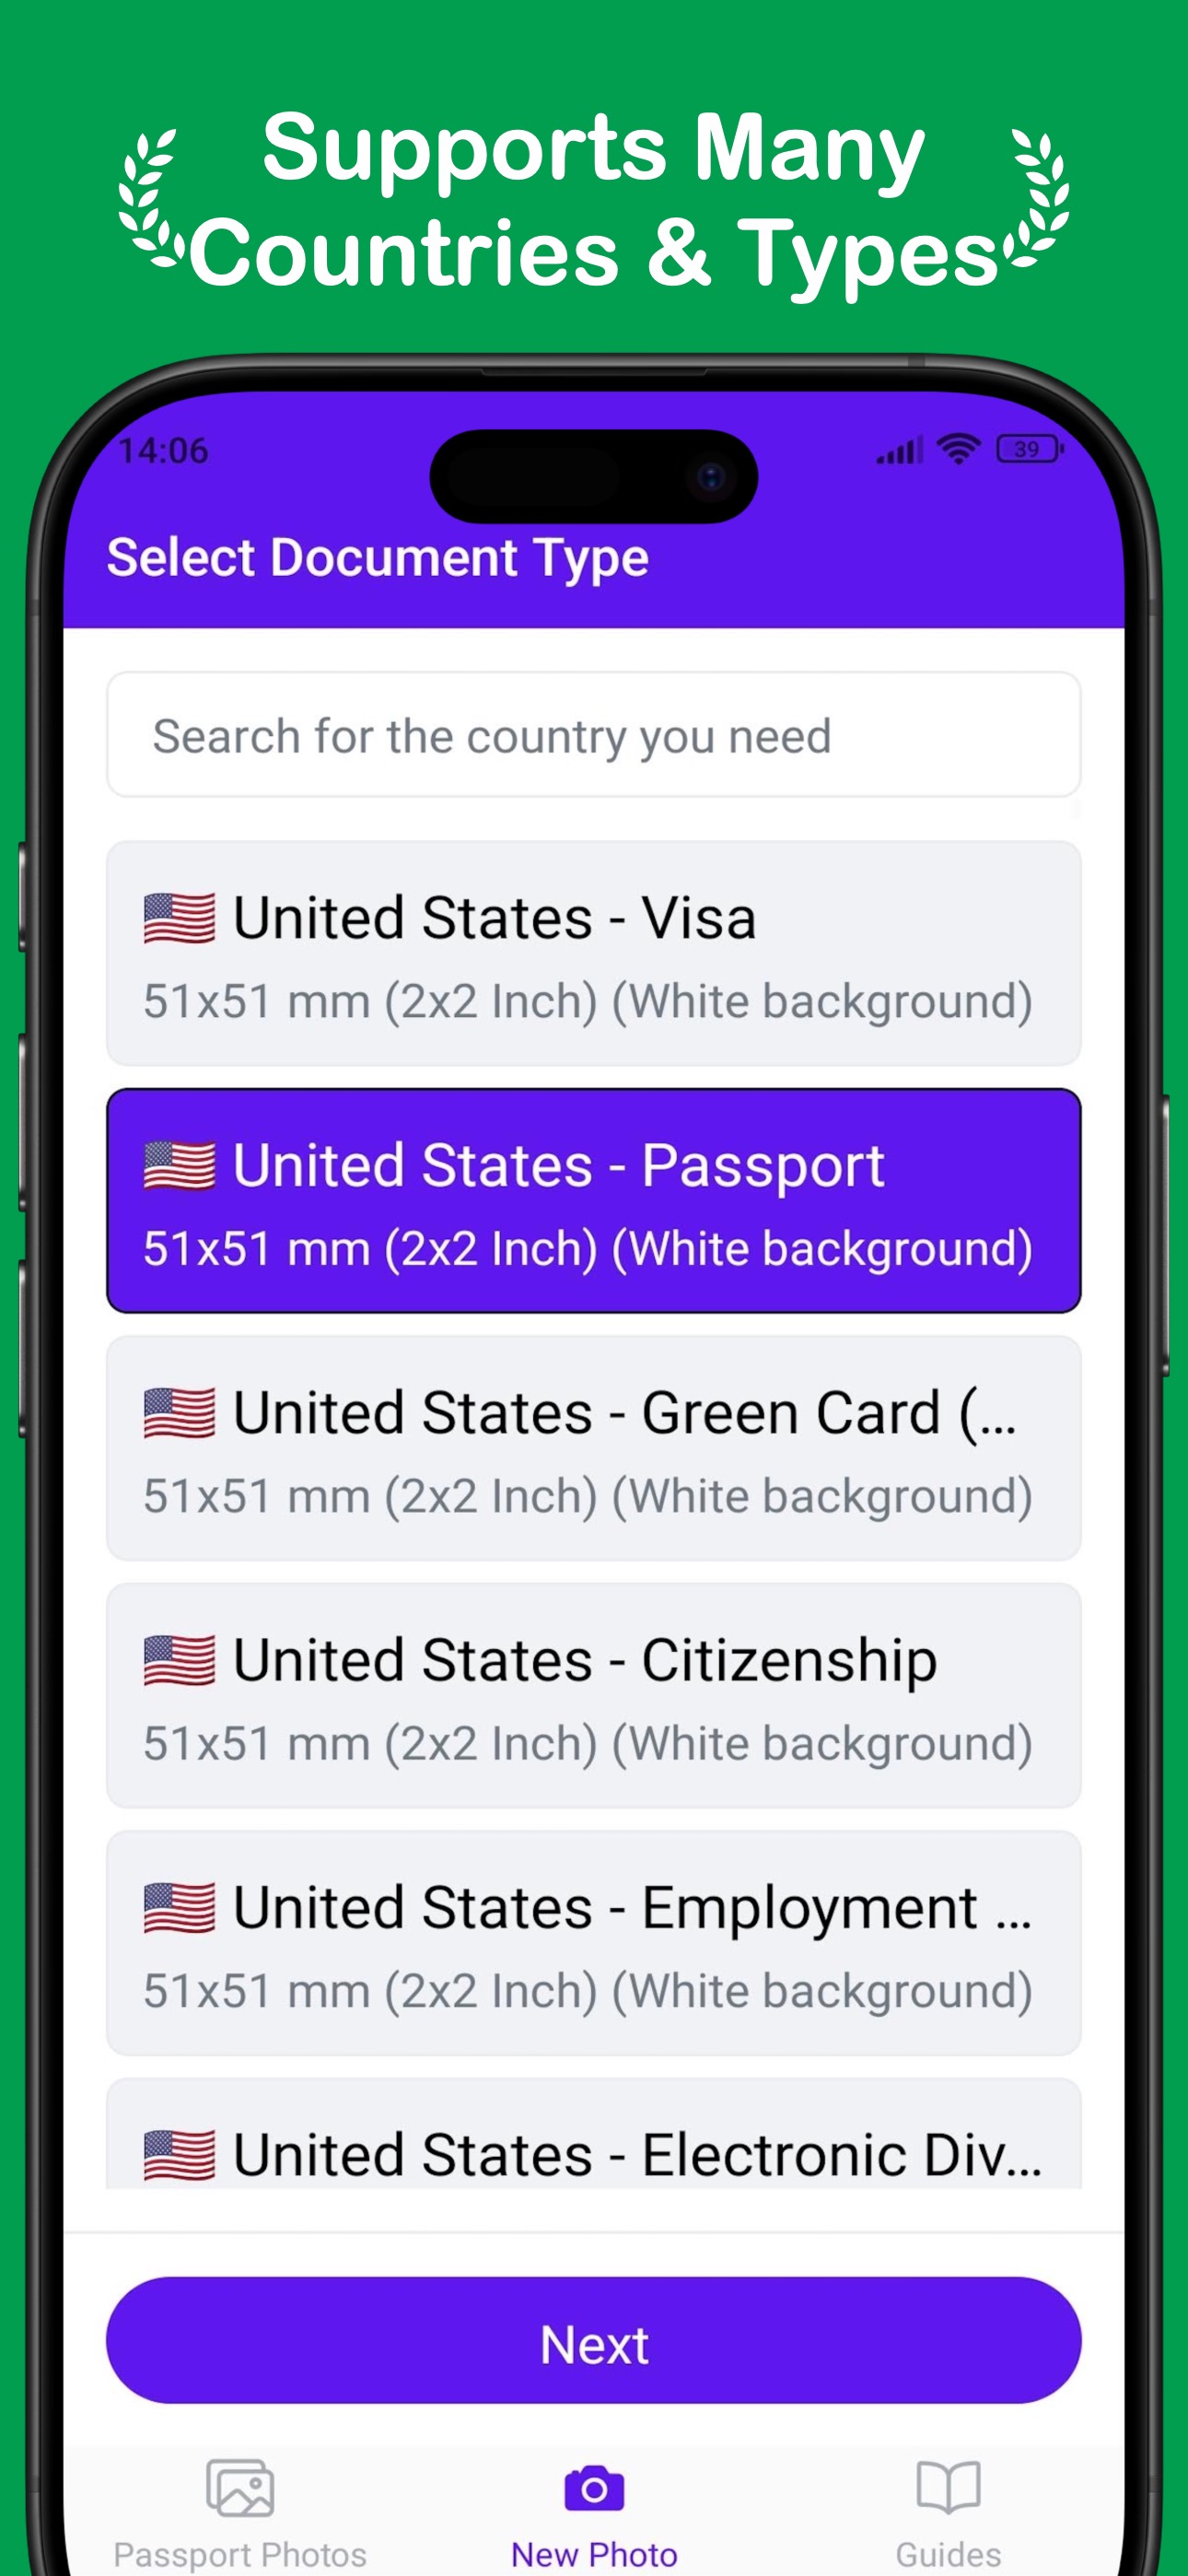 Supports Many
Countries & Types
14:06
39
Select Document Type
Search for the country you need
United States - Visa
51x51 mm (2x2 Inch) (White background)
United States - Passport
51x51 mm (2x2 Inch) (White background)
United States - Green Card (...
51x51 mm (2x2 Inch) (White background)
United States - Citizenship
51x51 mm (2x2 Inch) (White background)
United States - Employment ...
51x51 mm (2x2 Inch) (White background)
United States - Electronic Div...
Next
Passport Photos
New Photo
Guides